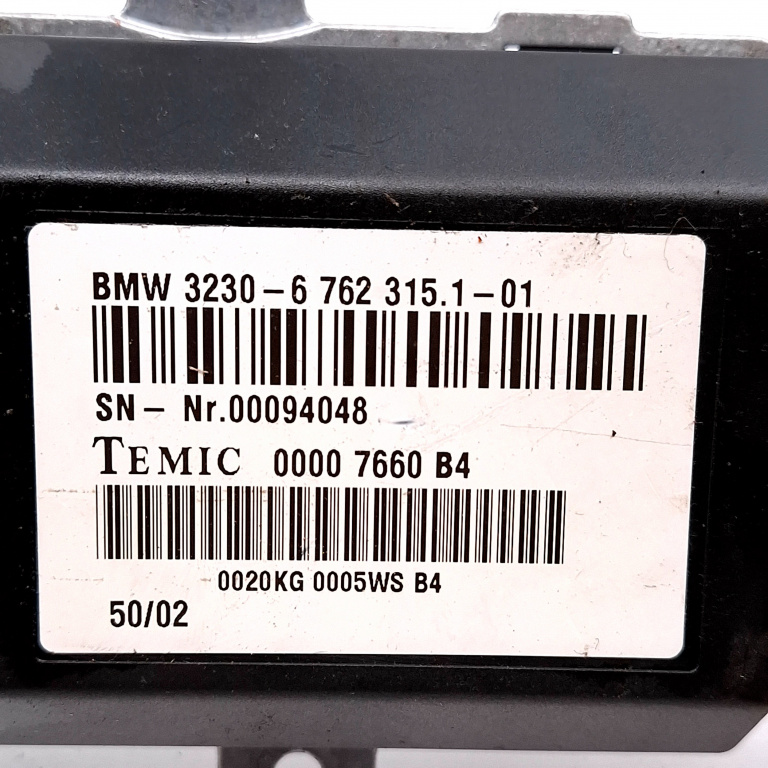 BMW 3230-6 762 315.1-01
SN- Nr.00094048
TEMIC 0000 7660 B4
0020KG 0005WS B4
50/02